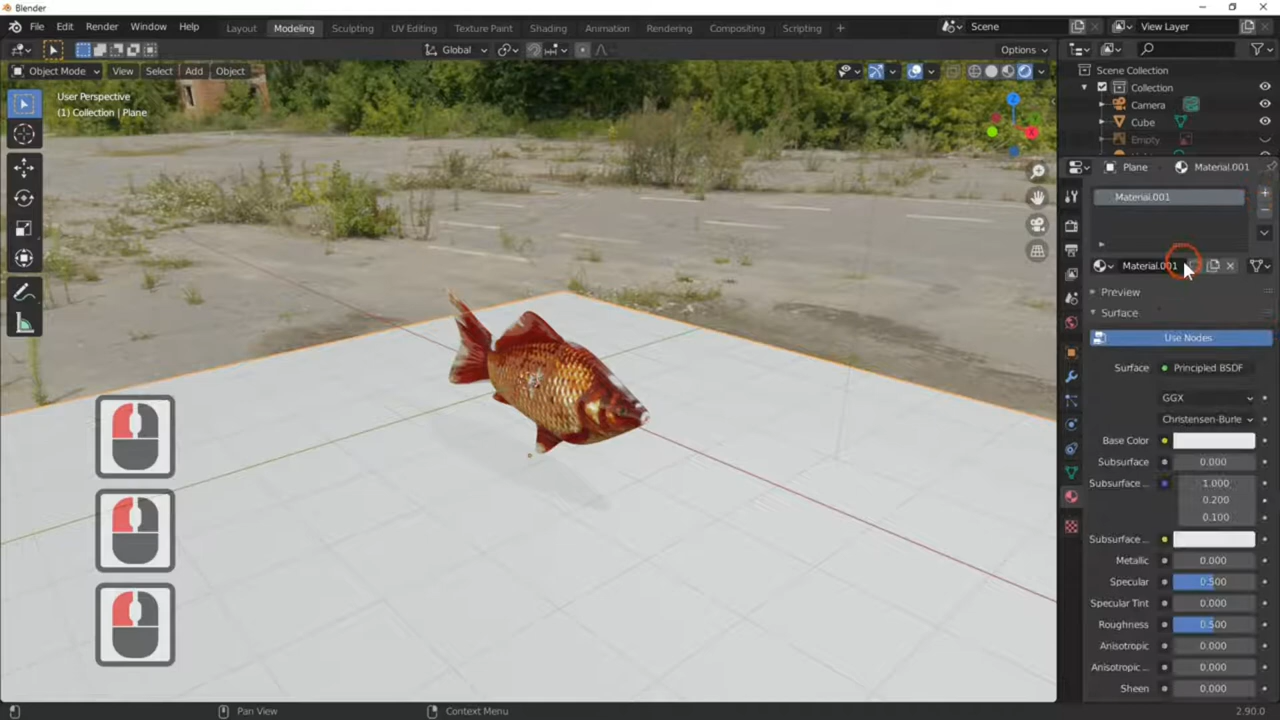 Blender
File Edit Render Window Help
Layout Modeling Sculpting UV Editing Texture Paint Shading Animation Rendering Compositing Scripting +
Scene View Layer
Global Options
Object Mode View Select Add Object
User Perspective
(1) Collection | Plane
Z
X
Scene Collection
Collection
Camera
Cube
Empty
Plane Material.001
Material.001
Material.001
Preview
Surface
Use Nodes
Surface Principled BSDF
GGX
Christensen-Burle
Base Color
Subsurface 0.000
Subsurface ... 1.000
0.200
0.100
Subsurface ...
Metallic 0.000
Specular 0.500
Specular Tint 0.000
Roughness 0.500
Anisotropic 0.000
Anisotropic ... 0.000
Sheen 0.000
Pan View Context Menu 2.90.0